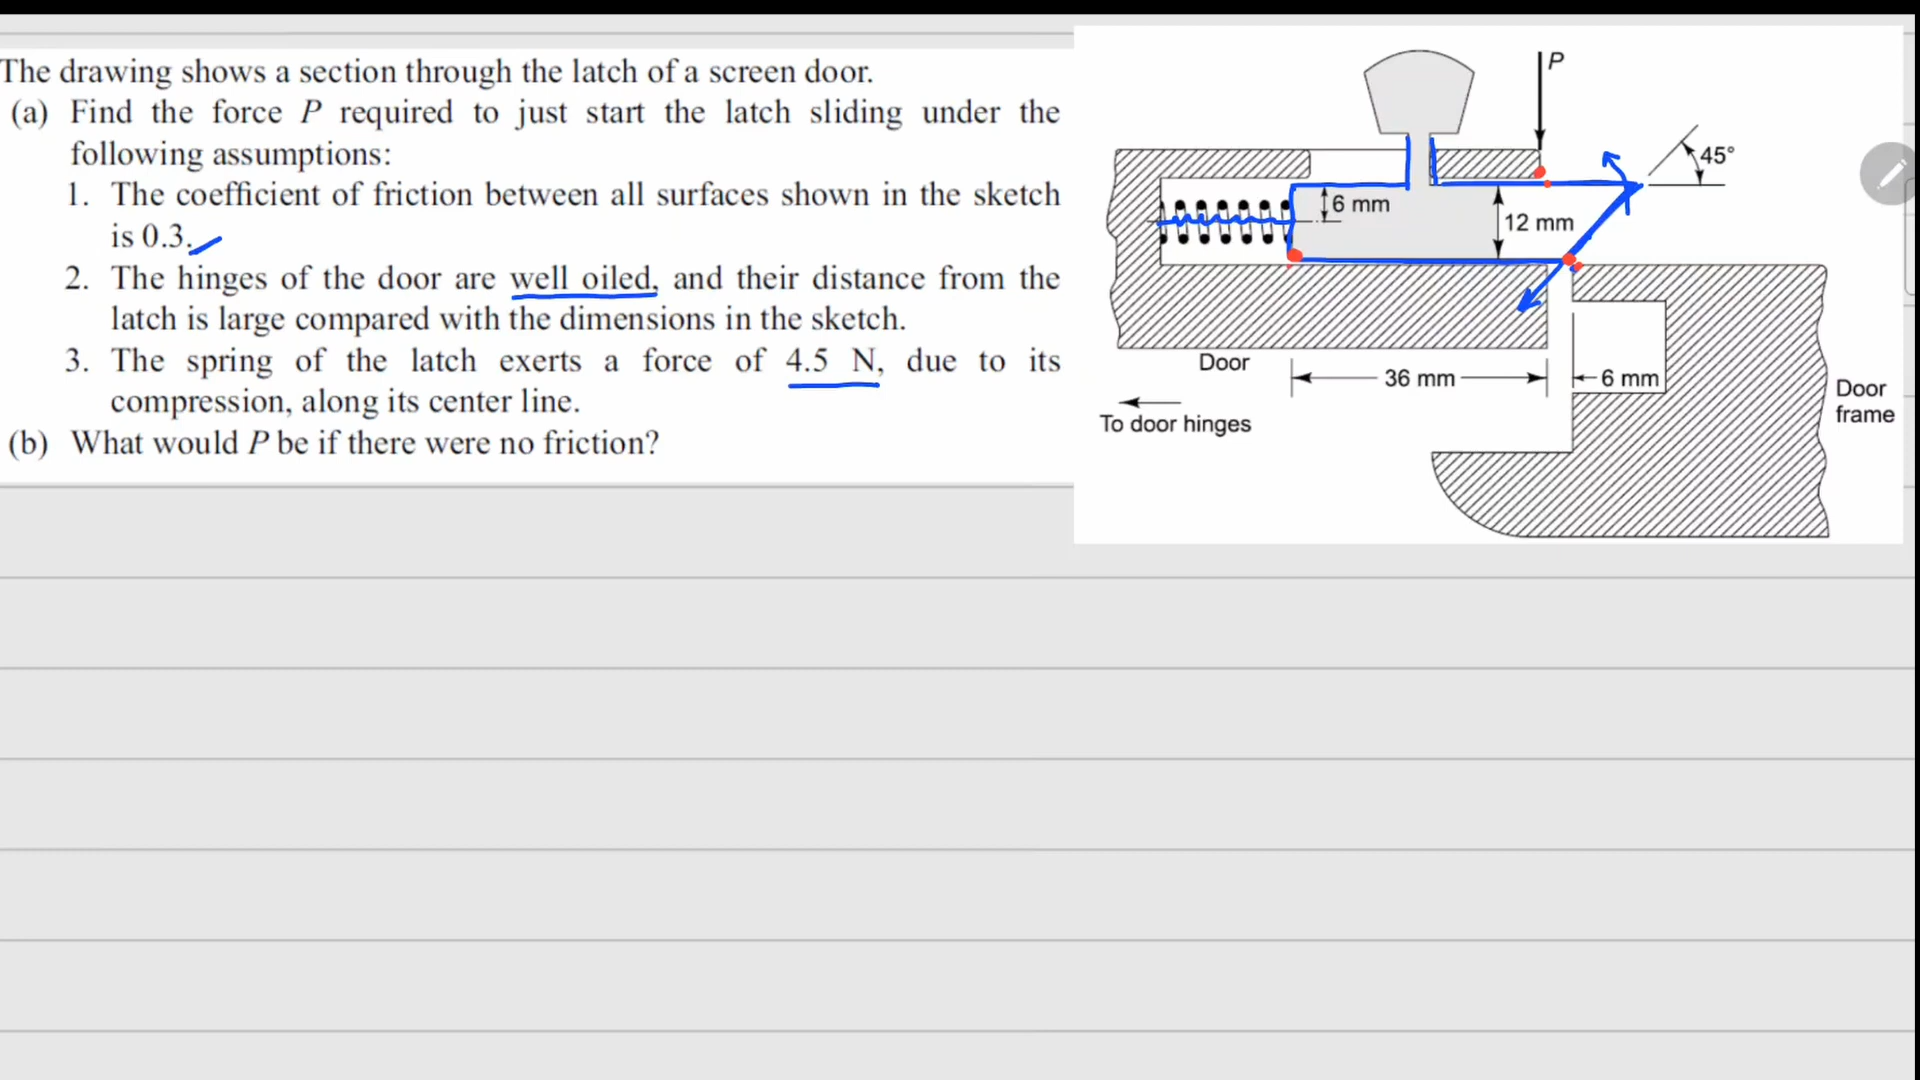 The drawing shows a section through the latch of a screen door.
(a) Find the force P required to just start the latch sliding under the
following assumptions:
1. The coefficient of friction between all surfaces shown in the sketch
is 0.3.
2. The hinges of the door are well oiled, and their distance from the
latch is large compared with the dimensions in the sketch.
3. The spring of the latch exerts a force of 4.5 N, due to its
compression, along its center line.
(b) What would P be if there were no friction?
P
45°
6 mm
12 mm
Door
36 mm
6 mm
Door
frame
To door hinges